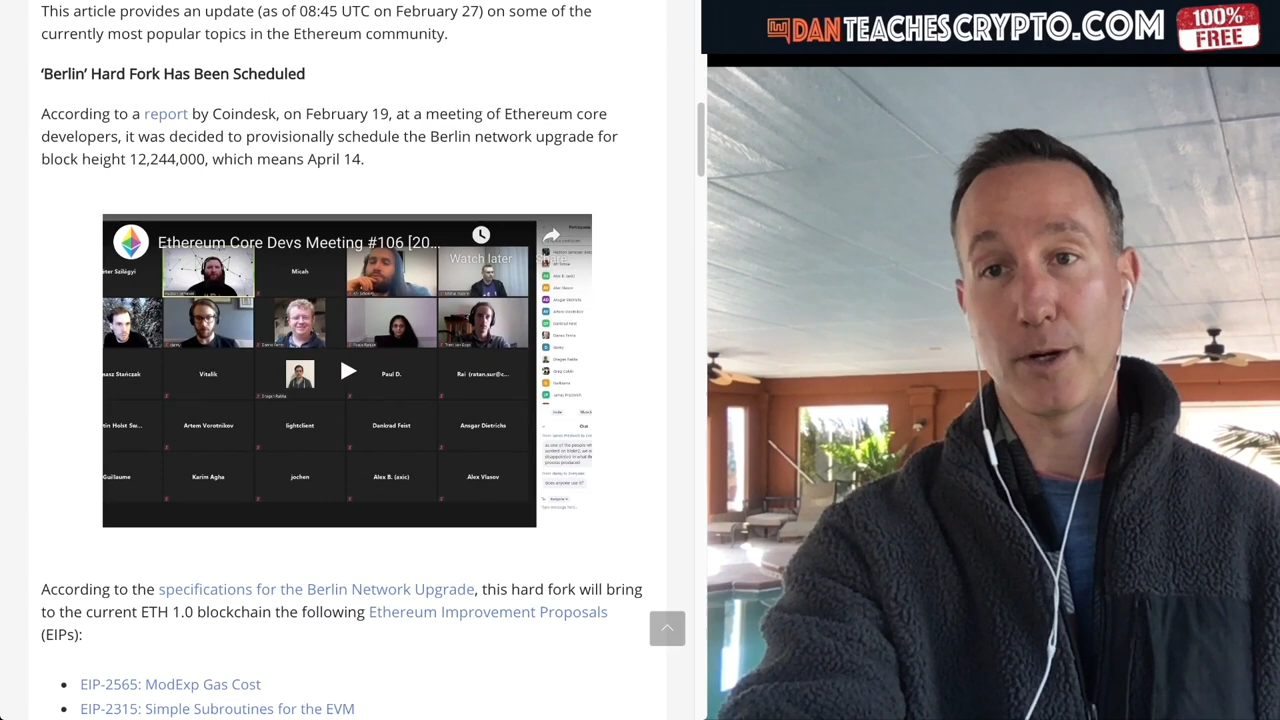 This article provides an update (as of 08:45 UTC on February 27) on some of the
currently most popular topics in the Ethereum community.
‘Berlin’ Hard Fork Has Been Scheduled
According to a report by Coindesk, on February 19, at a meeting of Ethereum core
developers, it was decided to provisionally schedule the Berlin network upgrade for
block height 12,244,000, which means April 14.
Ethereum Core Devs Meeting #106 [20...
Watch later
Share
Micah
Vitalik
Paul D.
Rai (ratan.sur@c...
tin Holst Sw...
Artem Vorotnikov
lightclient
Dankrad Feist
Ansgar Dietrichs
Guillaume
Karim Agha
jochen
Alex B. (axic)
Alex Vlasov
According to the specifications for the Berlin Network Upgrade, this hard fork will bring
to the current ETH 1.0 blockchain the following Ethereum Improvement Proposals
(EIPs):
• EIP-2565: ModExp Gas Cost
• EIP-2315: Simple Subroutines for the EVM
DANTEACHESCRYPTO.COM
100%
FREE